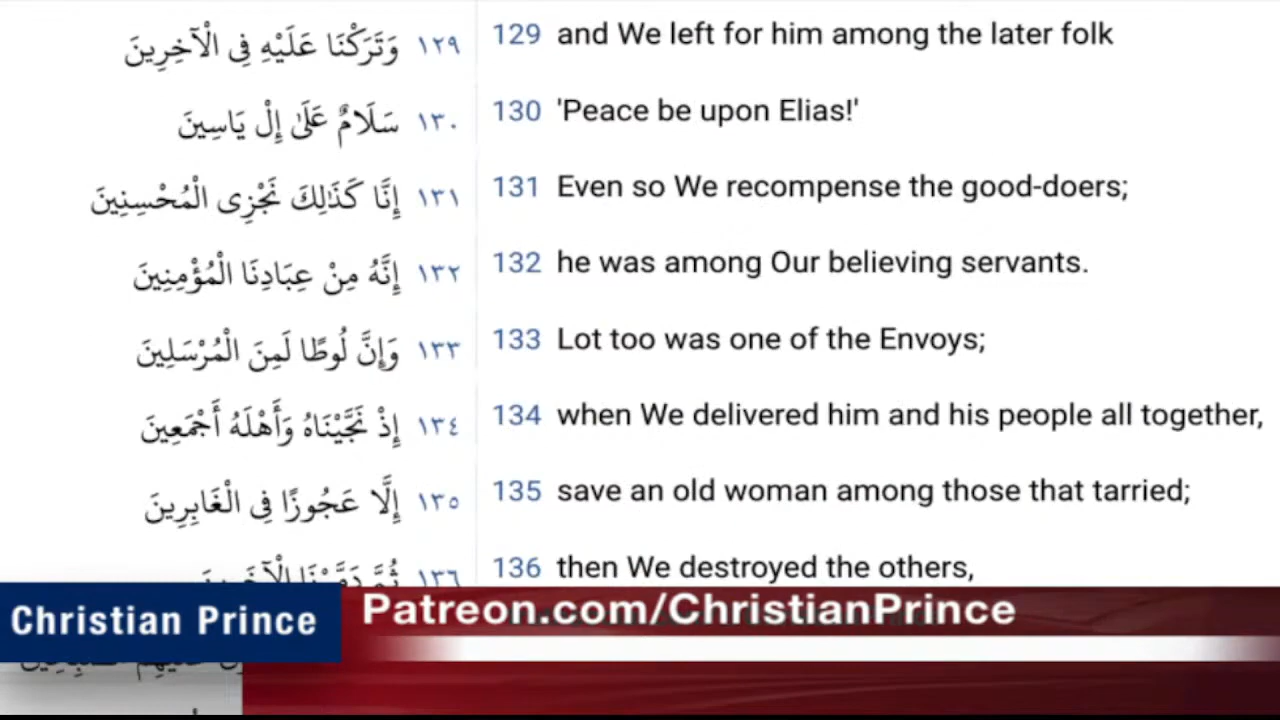 وَتَرَكْنَا عَلَيْهِ فِى الْآخِرِينَ ١٢٩ 129 and We left for him among the later folk
سَلَامٌ عَلَىٰ إِلْ يَاسِينَ ١٣٠ 130 'Peace be upon Elias!'
إِنَّا كَذَٰلِكَ نَجْزِى الْمُحْسِنِينَ ١٣١ 131 Even so We recompense the good-doers;
إِنَّهُ مِنْ عِبَادِنَا الْمُؤْمِنِينَ ١٣٢ 132 he was among Our believing servants.
وَإِنَّ لُوطًا لَمِنَ الْمُرْسَلِينَ ١٣٣ 133 Lot too was one of the Envoys;
إِذْ نَجَّيْنَاهُ وَأَهْلَهُ أَجْمَعِينَ ١٣٤ 134 when We delivered him and his people all together,
إِلَّا عَجُوزًا فِى الْغَابِرِينَ ١٣٥ 135 save an old woman among those that tarried;
ثُمَّ دَمَّرْنَا الْآخَرِينَ ١٣٦ 136 then We destroyed the others,
Christian Prince Patreon.com/ChristianPrince